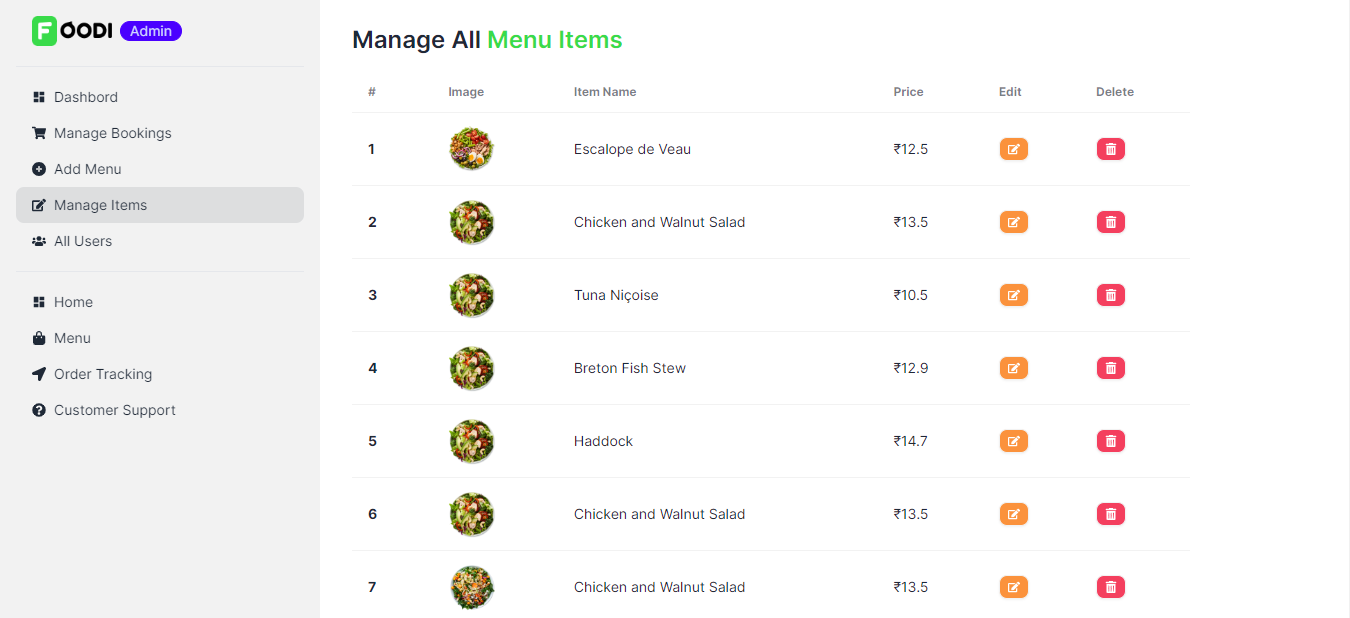 FOODI Admin
Dashbord
Manage Bookings
Add Menu
Manage Items
All Users
Home
Menu
Order Tracking
Customer Support
Manage All Menu Items
# Image Item Name Price Edit Delete
1 Escalope de Veau ₹12.5
2 Chicken and Walnut Salad ₹13.5
3 Tuna Niçoise ₹10.5
4 Breton Fish Stew ₹12.9
5 Haddock ₹14.7
6 Chicken and Walnut Salad ₹13.5
7 Chicken and Walnut Salad ₹13.5